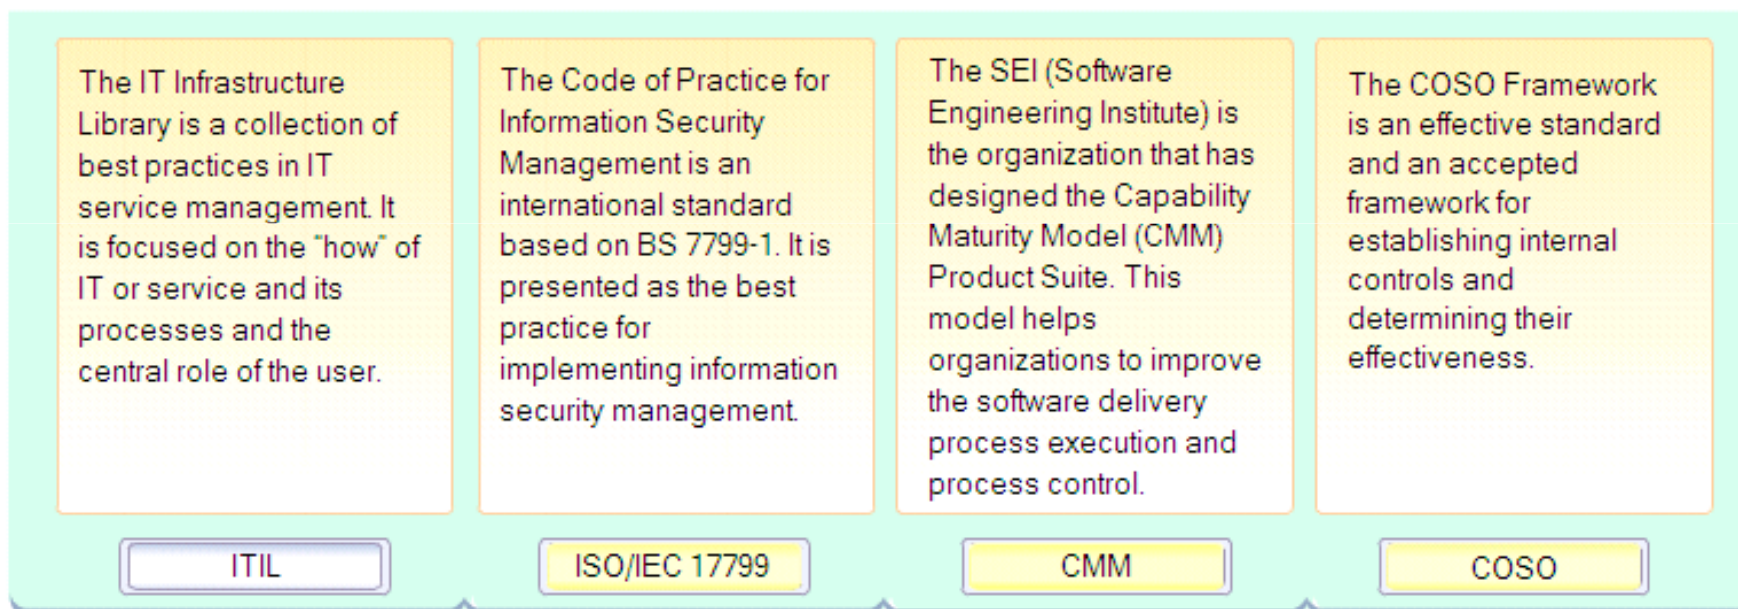 The IT Infrastructure
Library is a collection of
best practices in IT
service management. It
is focused on the "how" of
IT or service and its
processes and the
central role of the user.
ITIL
The Code of Practice for
Information Security
Management is an
international standard
based on BS 7799-1. It is
presented as the best
practice for
implementing information
security management.
ISO/IEC 17799
The SEI (Software
Engineering Institute) is
the organization that has
designed the Capability
Maturity Model (CMM)
Product Suite. This
model helps
organizations to improve
the software delivery
process execution and
process control.
CMM
The COSO Framework
is an effective standard
and an accepted
framework for
establishing internal
controls and
determining their
effectiveness.
COSO